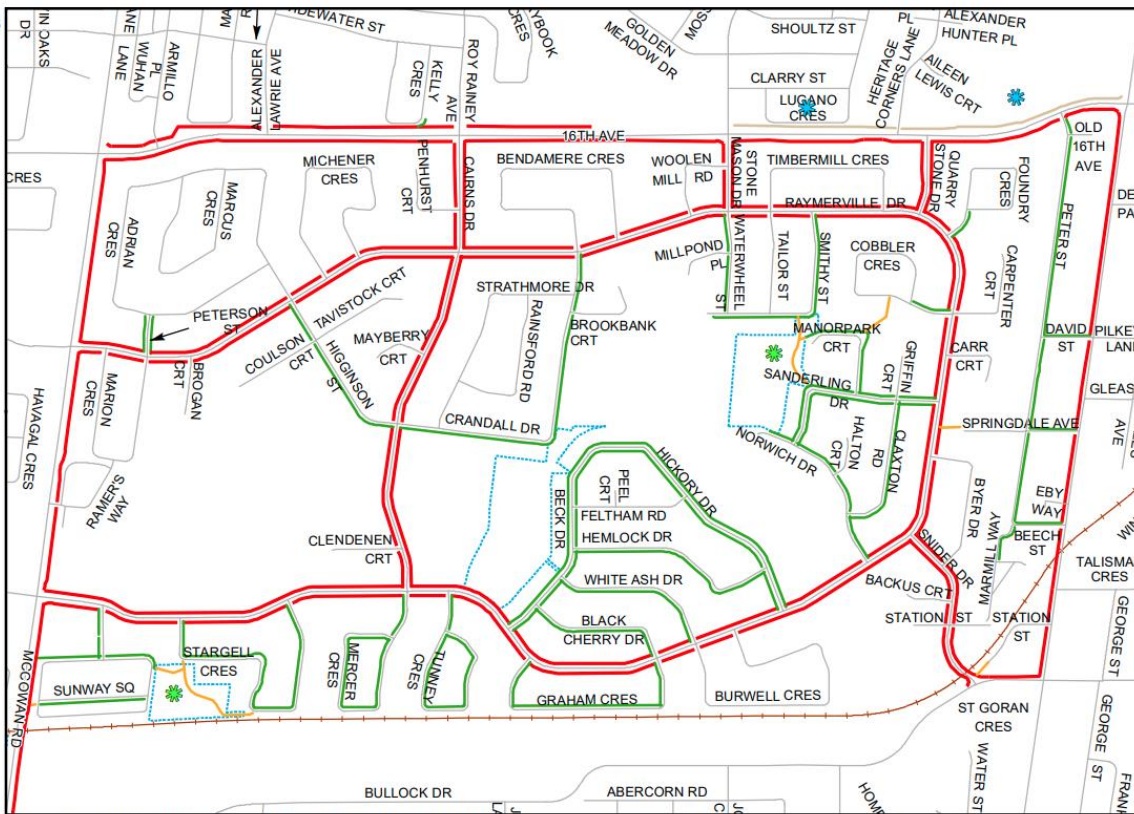 TWIN OAKS
DR
LANE
WUHAN
LANE
ARMILLO
PL
ALEXANDER
LAWRIE AVE
KELLY
CRES
ROY RAINEY
AVE
CRES
GOLDEN
MEADOW DR
MOSS
SHOULTZ ST
CLARRY ST
LUGANO
CRES
HERITAGE
CORNERS LANE
PL
ALEXANDER
HUNTER PL
AILEEN
LEWIS CRT
16TH AVE
OLD
16TH
AVE
CRES
ADRIAN
CRES
MARCUS
CRES
MICHENER
CRES
PENHURST
CRT
CAIRNS DR
BENDAMERE CRES
WOOLEN
MILL RD
STONE
MASON DR
TIMBERMILL CRES
QUARRY
STONE DR
FOUNDRY
CRES
RAYMERVILLE DR
PETER ST
MILLPOND
PL
WATERWHEEL
ST
TAILOR ST
SMITHY ST
COBBLER
CRES
CARPENTER
CRT
PETERSON
ST
TAVISTOCK CRT
COULSON
CRT
HIGGINSON
ST
MAYBERRY
CRT
STRATHMORE DR
RAINSFORD RD
BROOKBANK
CRT
MANORPARK
CRT
GRIFFIN
CRT
CARR
CRT
DAVID
ST
PILKEY
LANE
BROGAN
CRT
MARION
CRES
HAVAGAL CRES
RAMER'S
WAY
CRANDALL DR
SANDERLING
DR
NORWICH DR
HALTON
CRT
CLAXTON
RD
SPRINGDALE AVE
GLEAS
AVE
BECK DR
PEEL
CRT
HICKORY DR
FELTHAM RD
HEMLOCK DR
WHITE ASH DR
BLACK
CHERRY DR
CLENDENEN
CRT
BYER DR
EBY
WAY
BEECH
ST
MARMILL WAY
SNIDER DR
BACKUS CRT
STATION ST
STATION
ST
TALISMA
CRES
GEORGE ST
STARGELL
CRES
SUNWAY SQ
MCCOWAN RD
MERCER
CRES
TUNNEY
CRES
GRAHAM CRES
BURWELL CRES
ST GORAN
CRES
WATER ST
GEORGE
ST
BULLOCK DR
ABERCORN RD